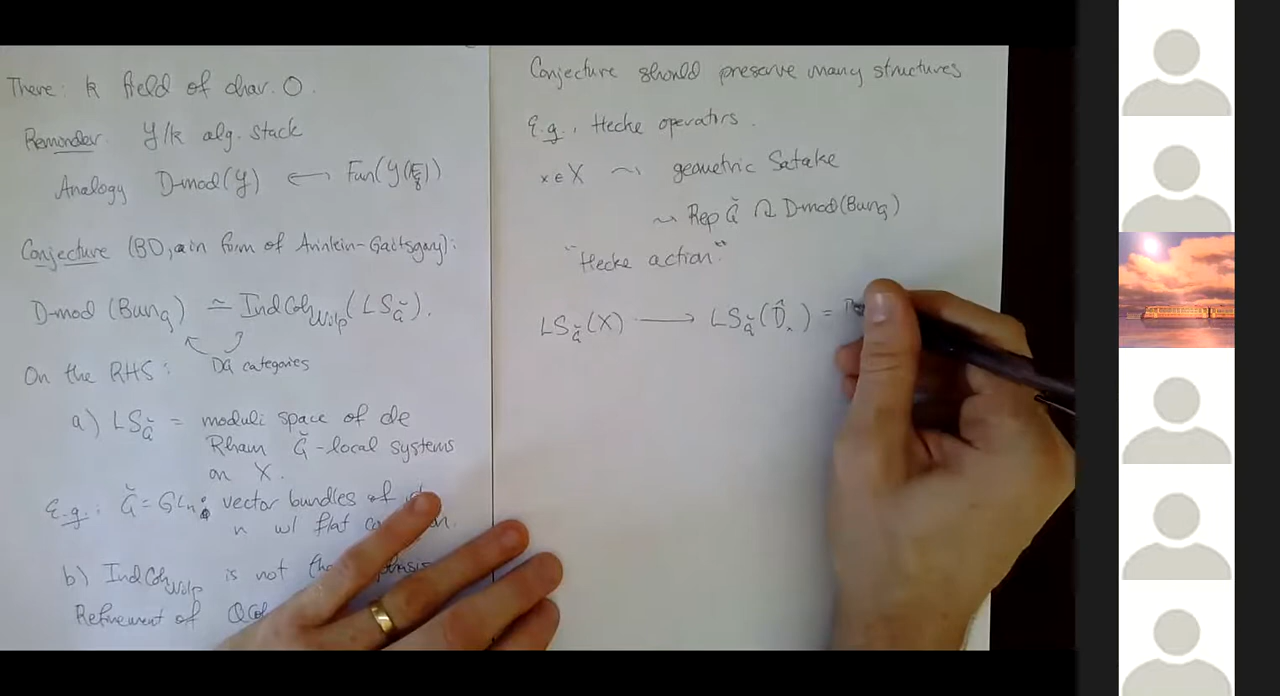 There: k field of char. 0.
Reminder. Y/k alg. stack
Analogy D-mod(Y) ⟷ Fun(Y(F_q))
Conjecture (BD, in form of Arinkin-Gaitsgory):
D-mod(Bun_G) ≃ IndCoh_Nilp(LS_Ǧ).
DG categories
On the RHS:
a) LS_Ǧ = moduli space of de
Rham Ǧ-local systems
on X.
E.g.: Ǧ = GLn: vector bundles of
n w/ flat
b) IndCoh_Nilp is not the
Refinement of QCoh
Conjecture should preserve many structures
E.g., Hecke operators.
x ∈ X ⇝ geometric Satake
⇝ Rep Ǧ ↷ D-mod(Bun_G)
"Hecke action"
LS_Ǧ(X) ⟶ LS_Ǧ(D̂_x) =